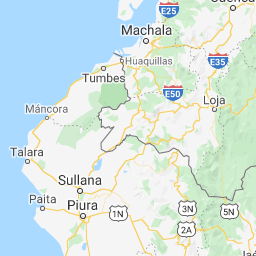 E25
Machala
Huaquillas
E35
Tumbes
E50
Loja
Máncora
Talara
Sullana
Paita
Piura
1N
3N
5N
2A